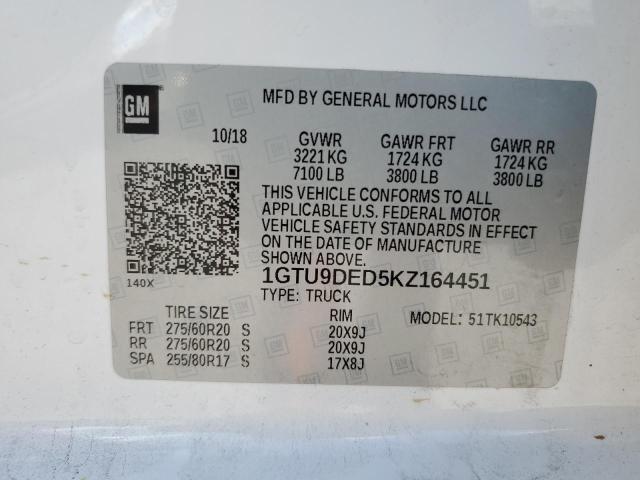 GM
MFD BY GENERAL MOTORS LLC
10/18 GVWR GAWR FRT GAWR RR
3221 KG 1724 KG 1724 KG
7100 LB 3800 LB 3800 LB
THIS VEHICLE CONFORMS TO ALL
APPLICABLE U.S. FEDERAL MOTOR
VEHICLE SAFETY STANDARDS IN EFFECT
ON THE DATE OF MANUFACTURE
SHOWN ABOVE.
140X
1GTU9DED5KZ164451
TYPE: TRUCK
TIRE SIZE RIM MODEL: 51TK10543
FRT 275/60R20 S 20X9J
RR 275/60R20 S 20X9J
SPA 255/80R17 S 17X8J